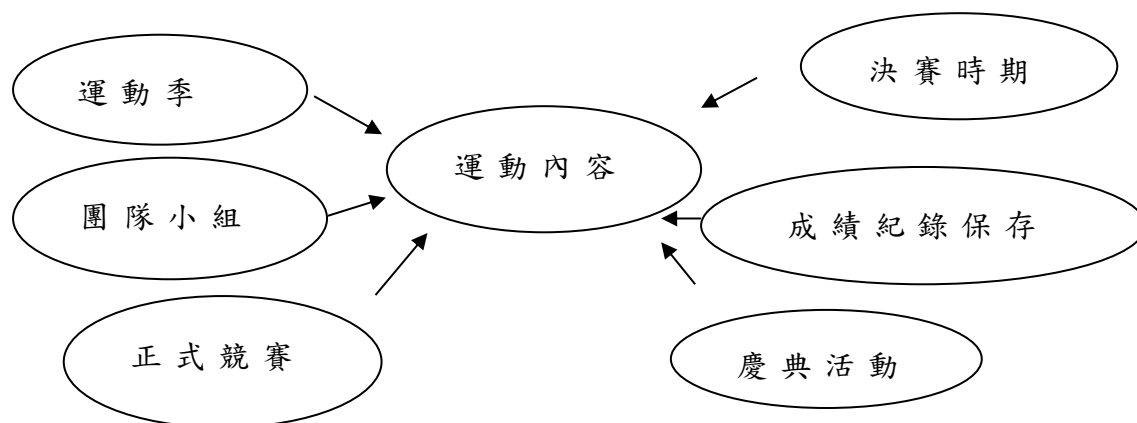 運動季
決賽時期
運動內容
團隊小組
成績紀錄保存
正式競賽
慶典活動